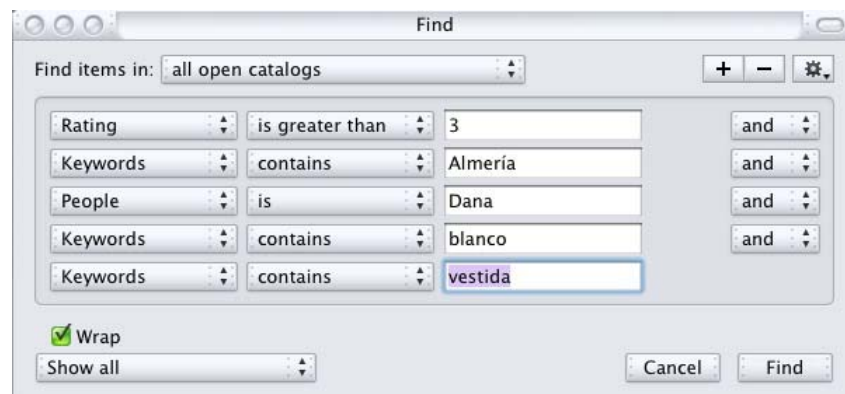 Find
Find items in: all open catalogs + −
Rating is greater than 3 and
Keywords contains Almería and
People is Dana and
Keywords contains blanco and
Keywords contains vestida
Wrap
Show all Cancel Find